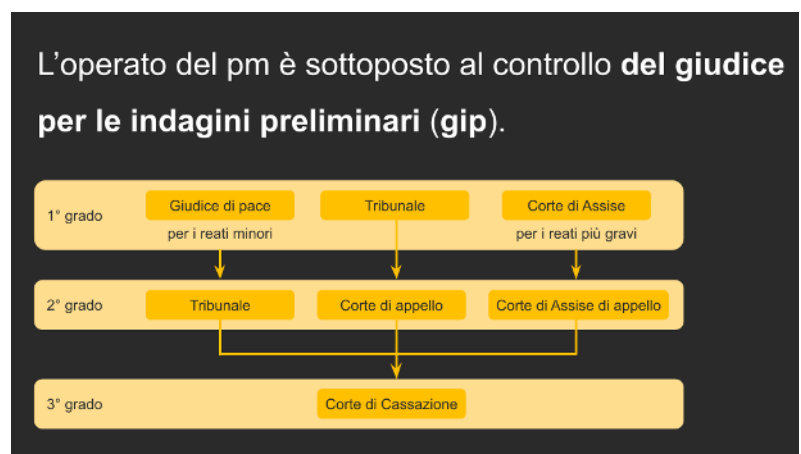 L'operato del pm è sottoposto al controllo del giudice
per le indagini preliminari (gip).
1° grado
Giudice di pace
per i reati minori
Tribunale
Corte di Assise
per i reati più gravi
2° grado
Tribunale
Corte di appello
Corte di Assise di appello
3° grado
Corte di Cassazione